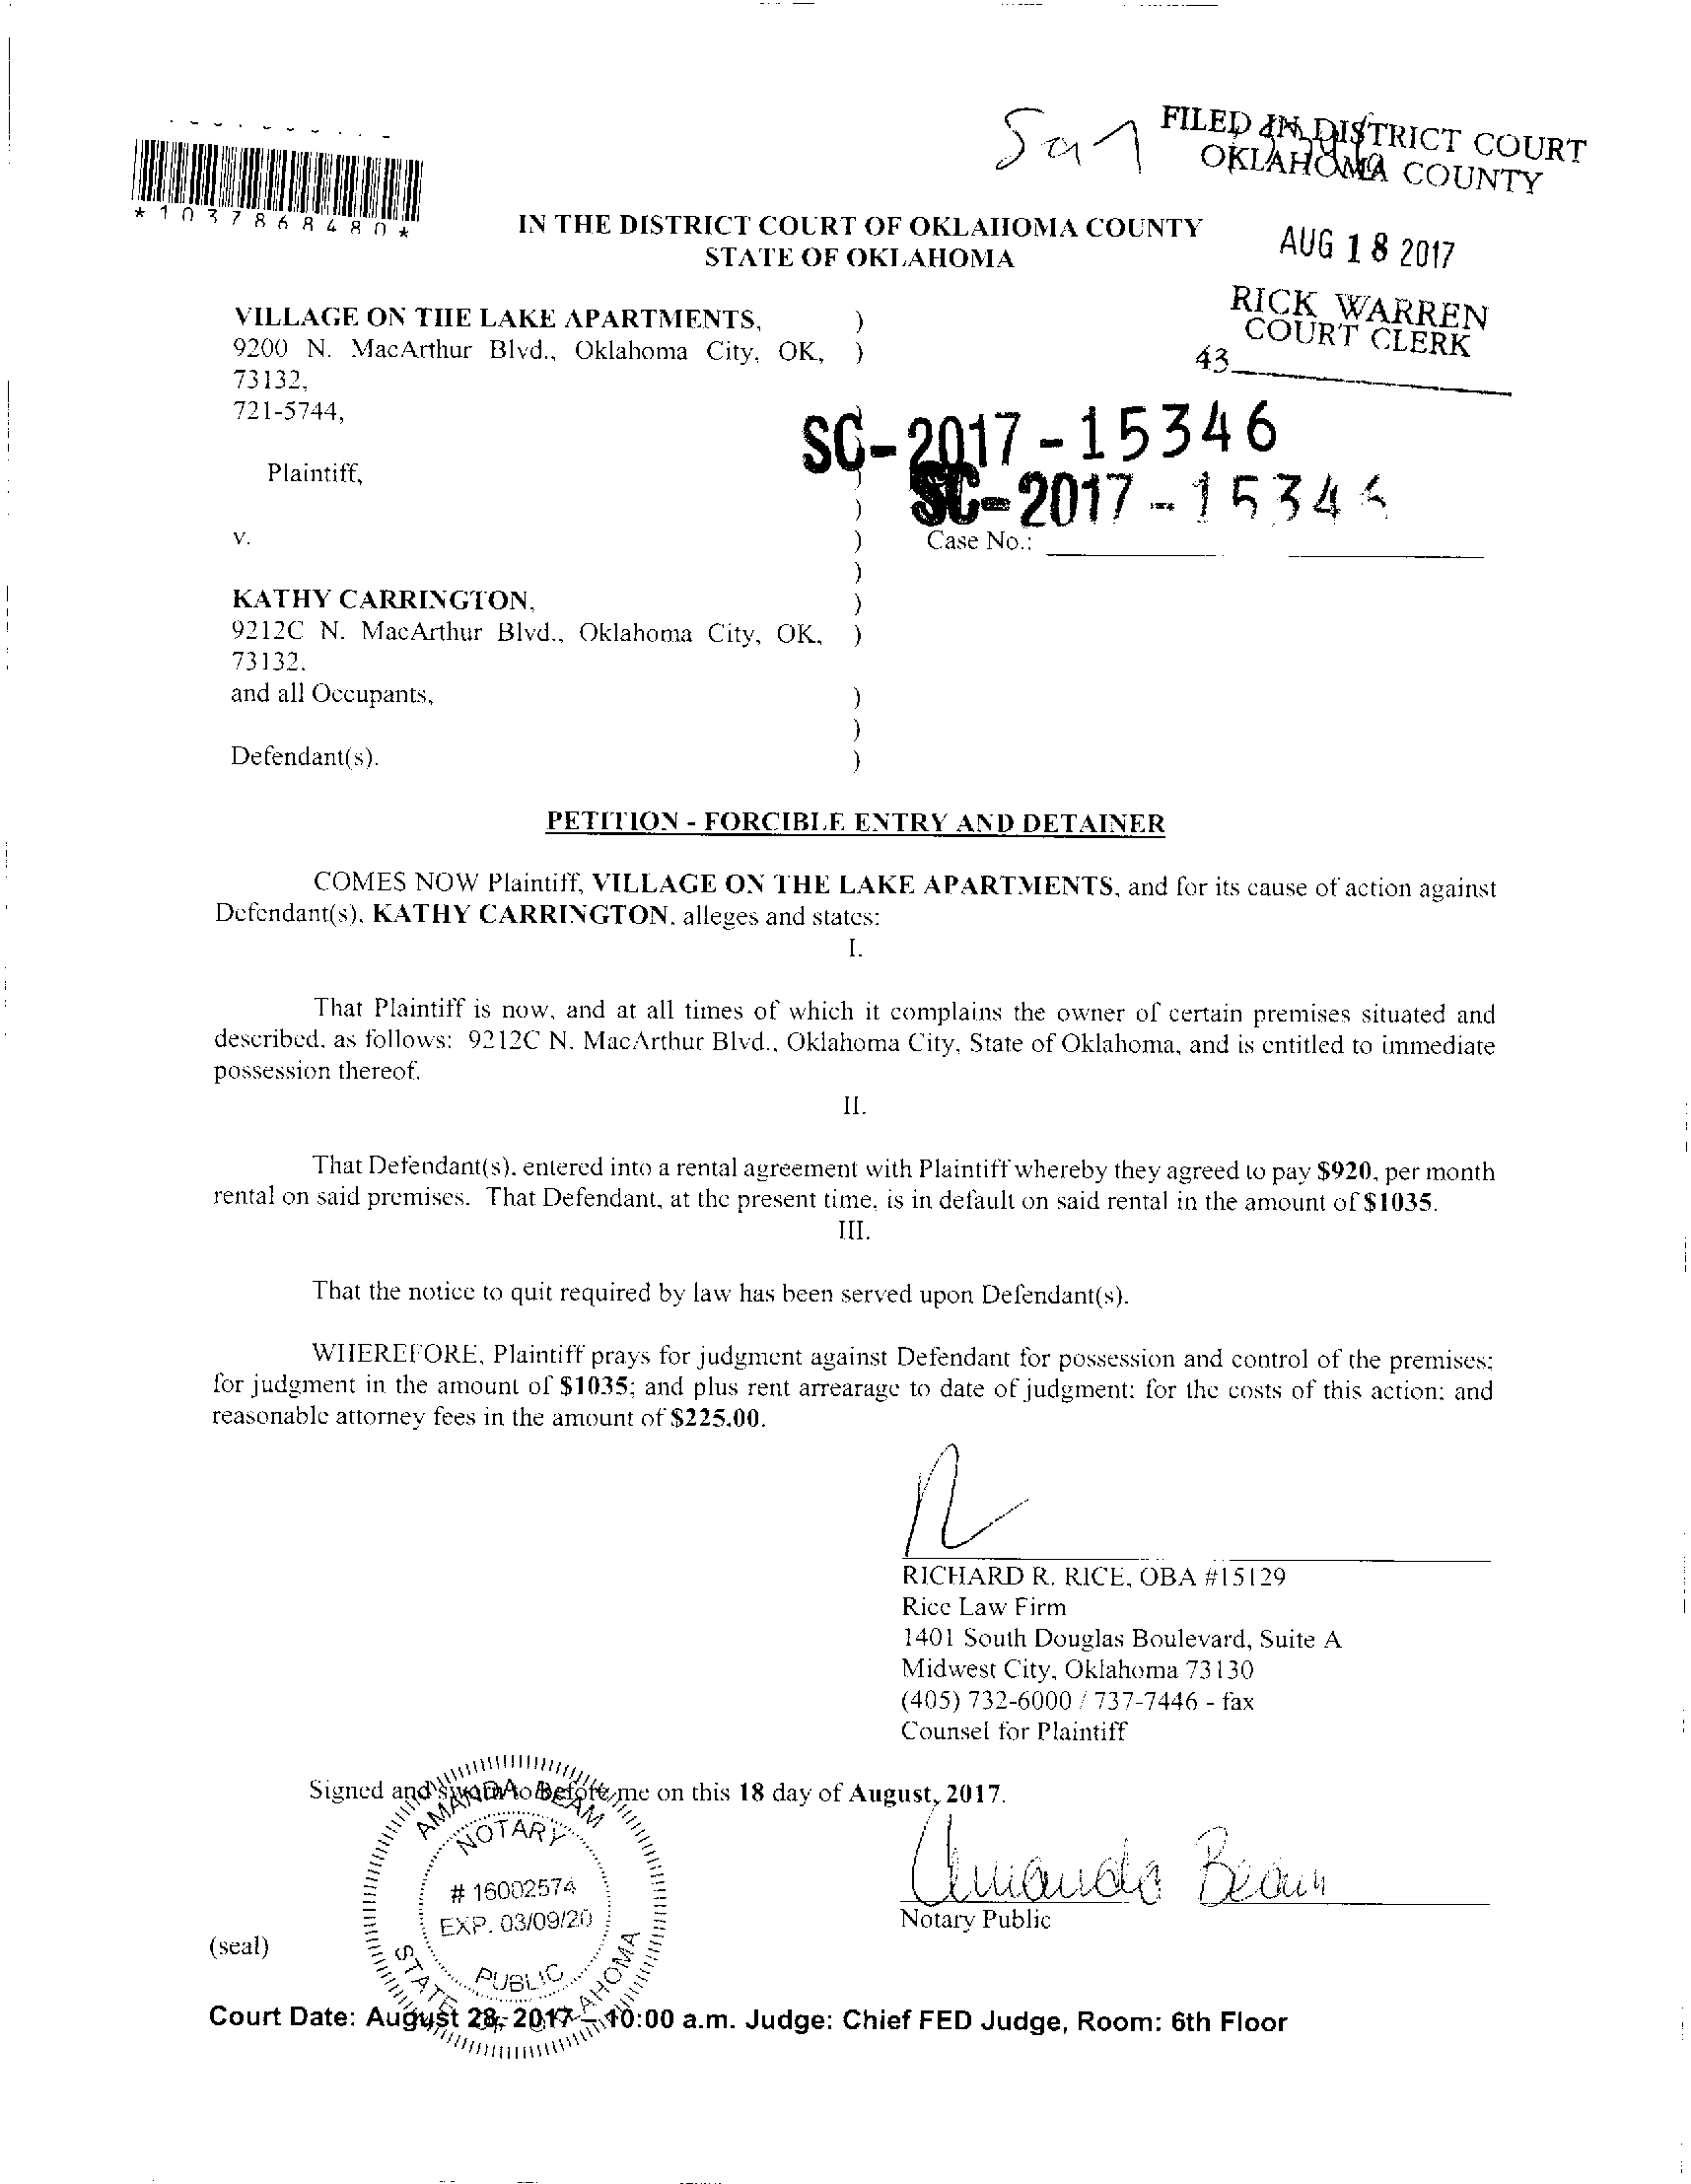 FILED IN DISTRICT COURT
OKLAHOMA COUNTY
*1037868480*
IN THE DISTRICT COURT OF OKLAHOMA COUNTY
STATE OF OKLAHOMA
AUG 18 2017
RICK WARREN
COURT CLERK
43
VILLAGE ON THE LAKE APARTMENTS, )
9200 N. MacArthur Blvd., Oklahoma City, OK, )
73132,
721-5744,
SC-2017-15346
Plaintiff, )
SC-2017-1534
)
v. ) Case No.:
)
KATHY CARRINGTON, )
9212C N. MacArthur Blvd., Oklahoma City, OK, )
73132.
and all Occupants, )
)
Defendant(s). )
PETITION - FORCIBLE ENTRY AND DETAINER
COMES NOW Plaintiff, VILLAGE ON THE LAKE APARTMENTS, and for its cause of action against
Defendant(s), KATHY CARRINGTON, alleges and states:
I.
That Plaintiff is now, and at all times of which it complains the owner of certain premises situated and
described, as follows: 9212C N. MacArthur Blvd., Oklahoma City, State of Oklahoma, and is entitled to immediate
possession thereof.
II.
That Defendant(s), entered into a rental agreement with Plaintiff whereby they agreed to pay $920, per month
rental on said premises. That Defendant, at the present time, is in default on said rental in the amount of $1035.
III.
That the notice to quit required by law has been served upon Defendant(s).
WHEREFORE, Plaintiff prays for judgment against Defendant for possession and control of the premises;
for judgment in the amount of $1035; and plus rent arrearage to date of judgment; for the costs of this action; and
reasonable attorney fees in the amount of $225.00.
RICHARD R. RICE, OBA #15129
Rice Law Firm
1401 South Douglas Boulevard, Suite A
Midwest City, Oklahoma 73130
(405) 732-6000 / 737-7446 - fax
Counsel for Plaintiff
Signed and sworn to Before me on this 18 day of August, 2017.
AMANDA BEAM
NOTARY
# 16002574
EXP. 03/09/20
PUBLIC
STATE OF OKLAHOMA
Amanda Beam
Notary Public
(seal)
Court Date: August 28, 2017 – 10:00 a.m. Judge: Chief FED Judge, Room: 6th Floor